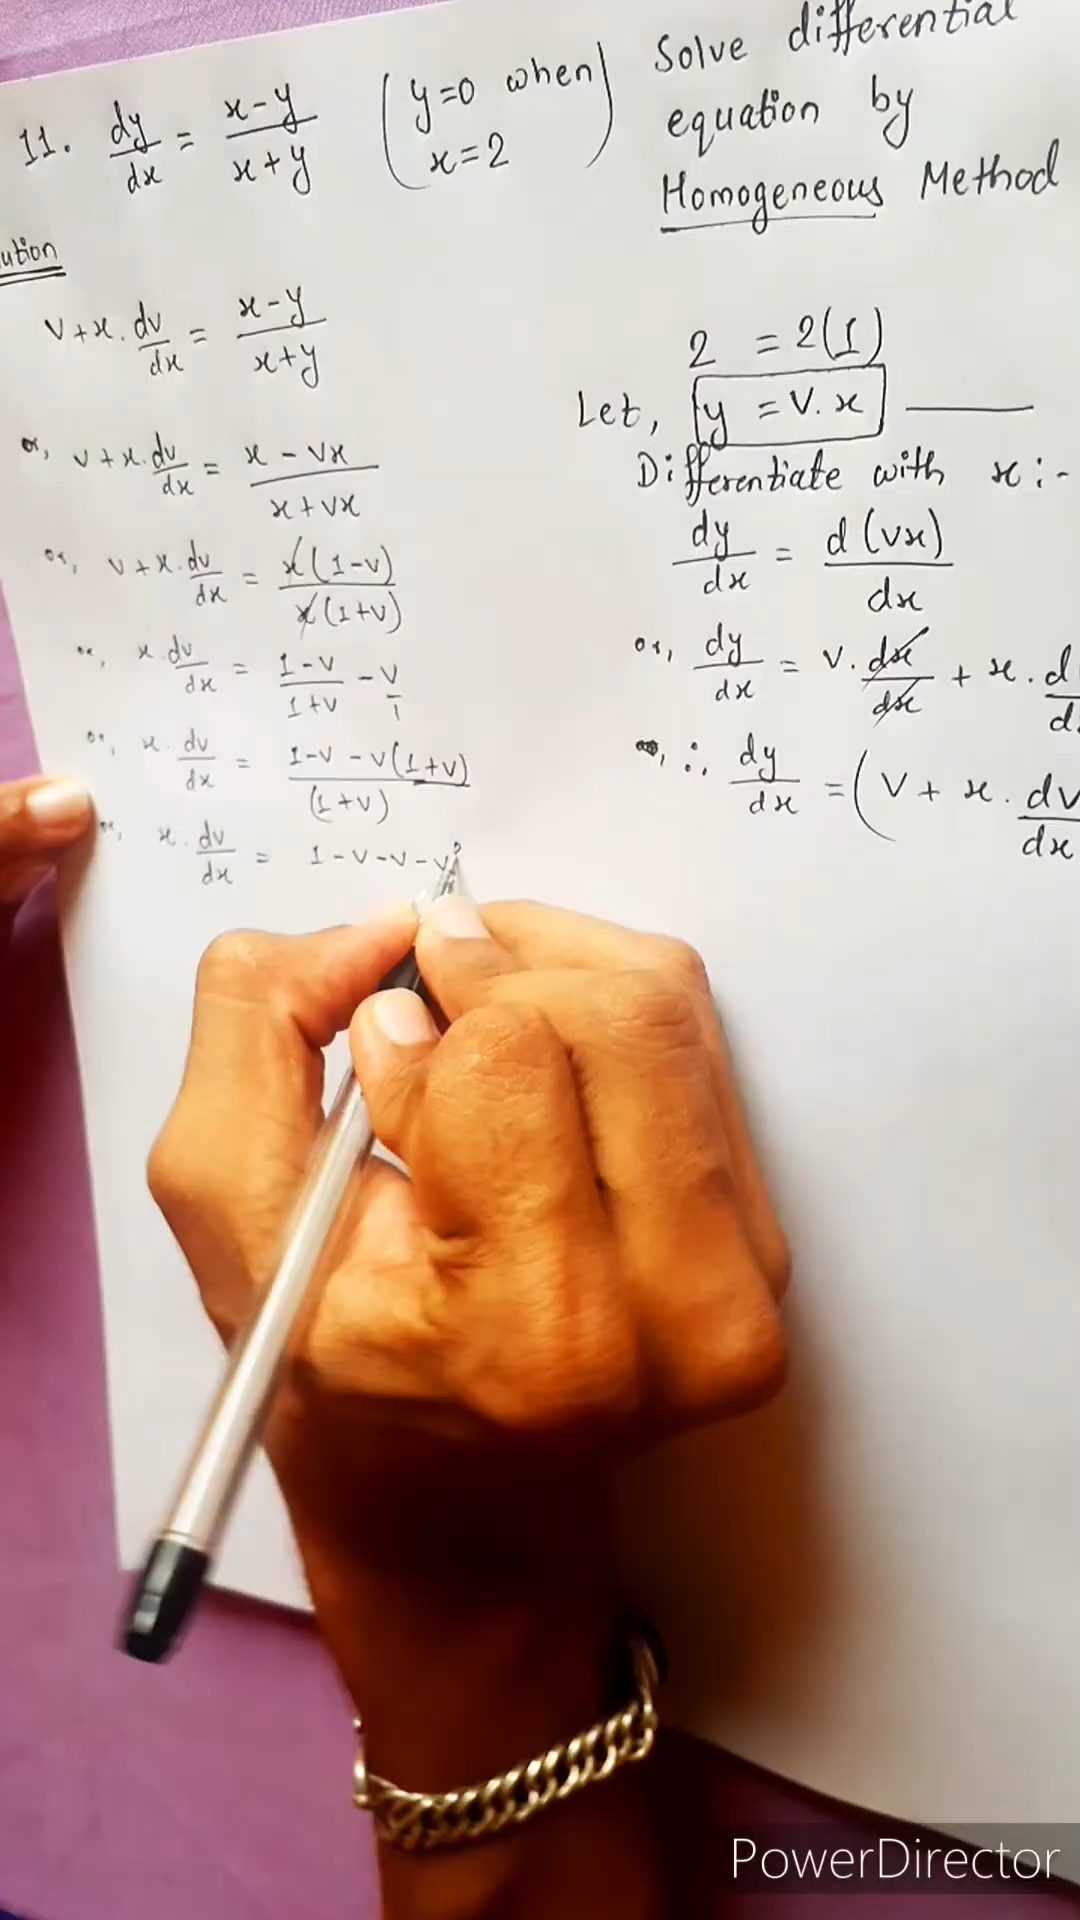 11. dy/dx = x-y/x+y (y=0 when x=2)
Solve differential
equation by
Homogeneous Method
ution
v+x.dv/dx = x-y/x+y
or, v+x.dv/dx = x-vx/x+vx
or, v+x.dv/dx = x(1-v)/x(1+v)
or, x.dv/dx = 1-v/1+v - v/1
or, x.dv/dx = 1-v-v(1+v)/(1+v)
or, x.dv/dx = 1-v-v-v²
2 = 2(1)
Let, y = v.x
Differentiate with x:-
dy/dx = d(vx)/dx
or, dy/dx = v.dx/dx + x.d
∴ dy/dx = (v+x.dv/dx
PowerDirector